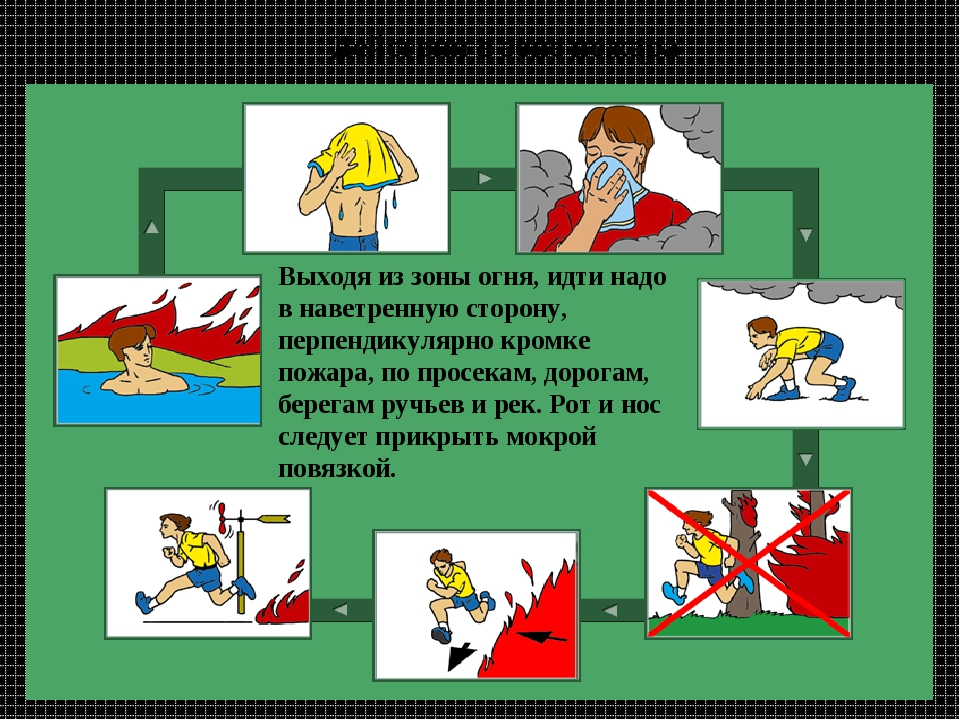 Выходя из зоны огня, идти надо
в наветренную сторону,
перпендикулярно кромке
пожара, по просекам, дорогам,
берегам ручьев и рек. Рот и нос
следует прикрыть мокрой
повязкой.